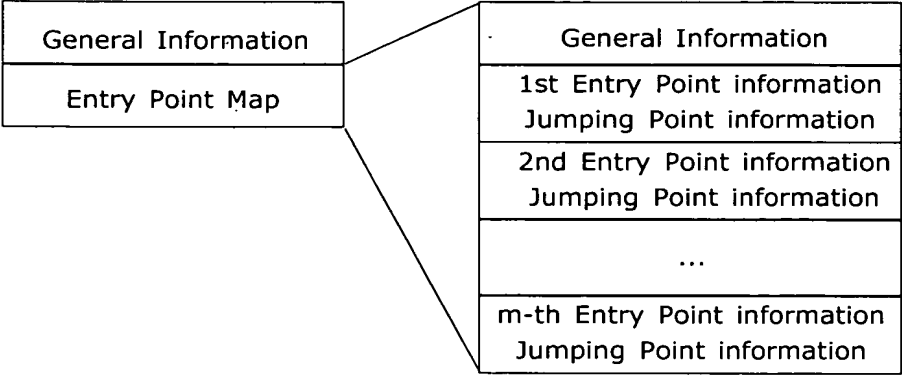 General Information
Entry Point Map
General Information
1st Entry Point information
Jumping Point information
2nd Entry Point information
Jumping Point information
...
m-th Entry Point information
Jumping Point information